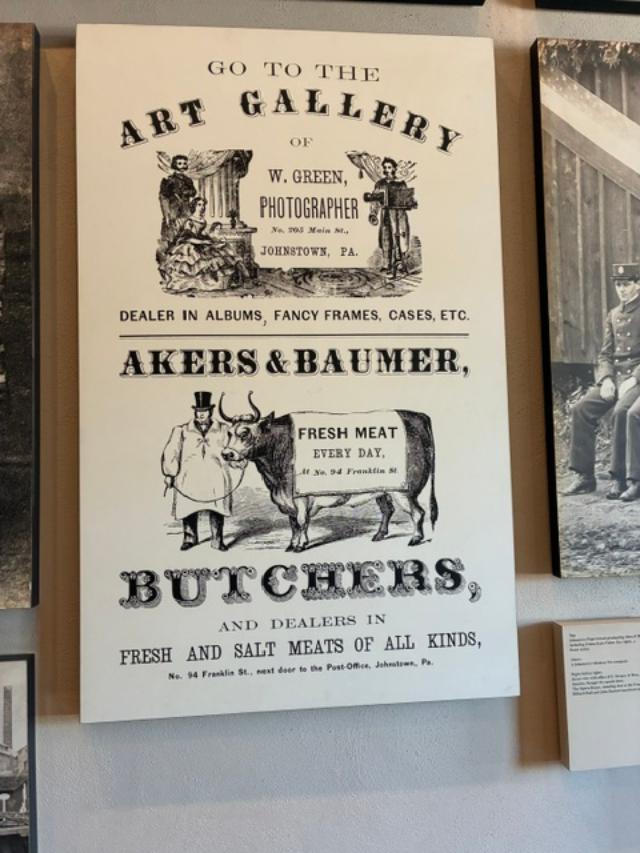 GO TO THE
ART GALLERY
OF
W. GREEN,
PHOTOGRAPHER
No. 205 Main St.,
JOHNSTOWN, PA.
DEALER IN ALBUMS, FANCY FRAMES, CASES, ETC.
AKERS & BAUMER,
FRESH MEAT
EVERY DAY,
At No. 94 Franklin St
BUTCHERS,
AND DEALERS IN
FRESH AND SALT MEATS OF ALL KINDS,
No. 94 Franklin St., next door to the Post-Office, Johnstown, Pa.